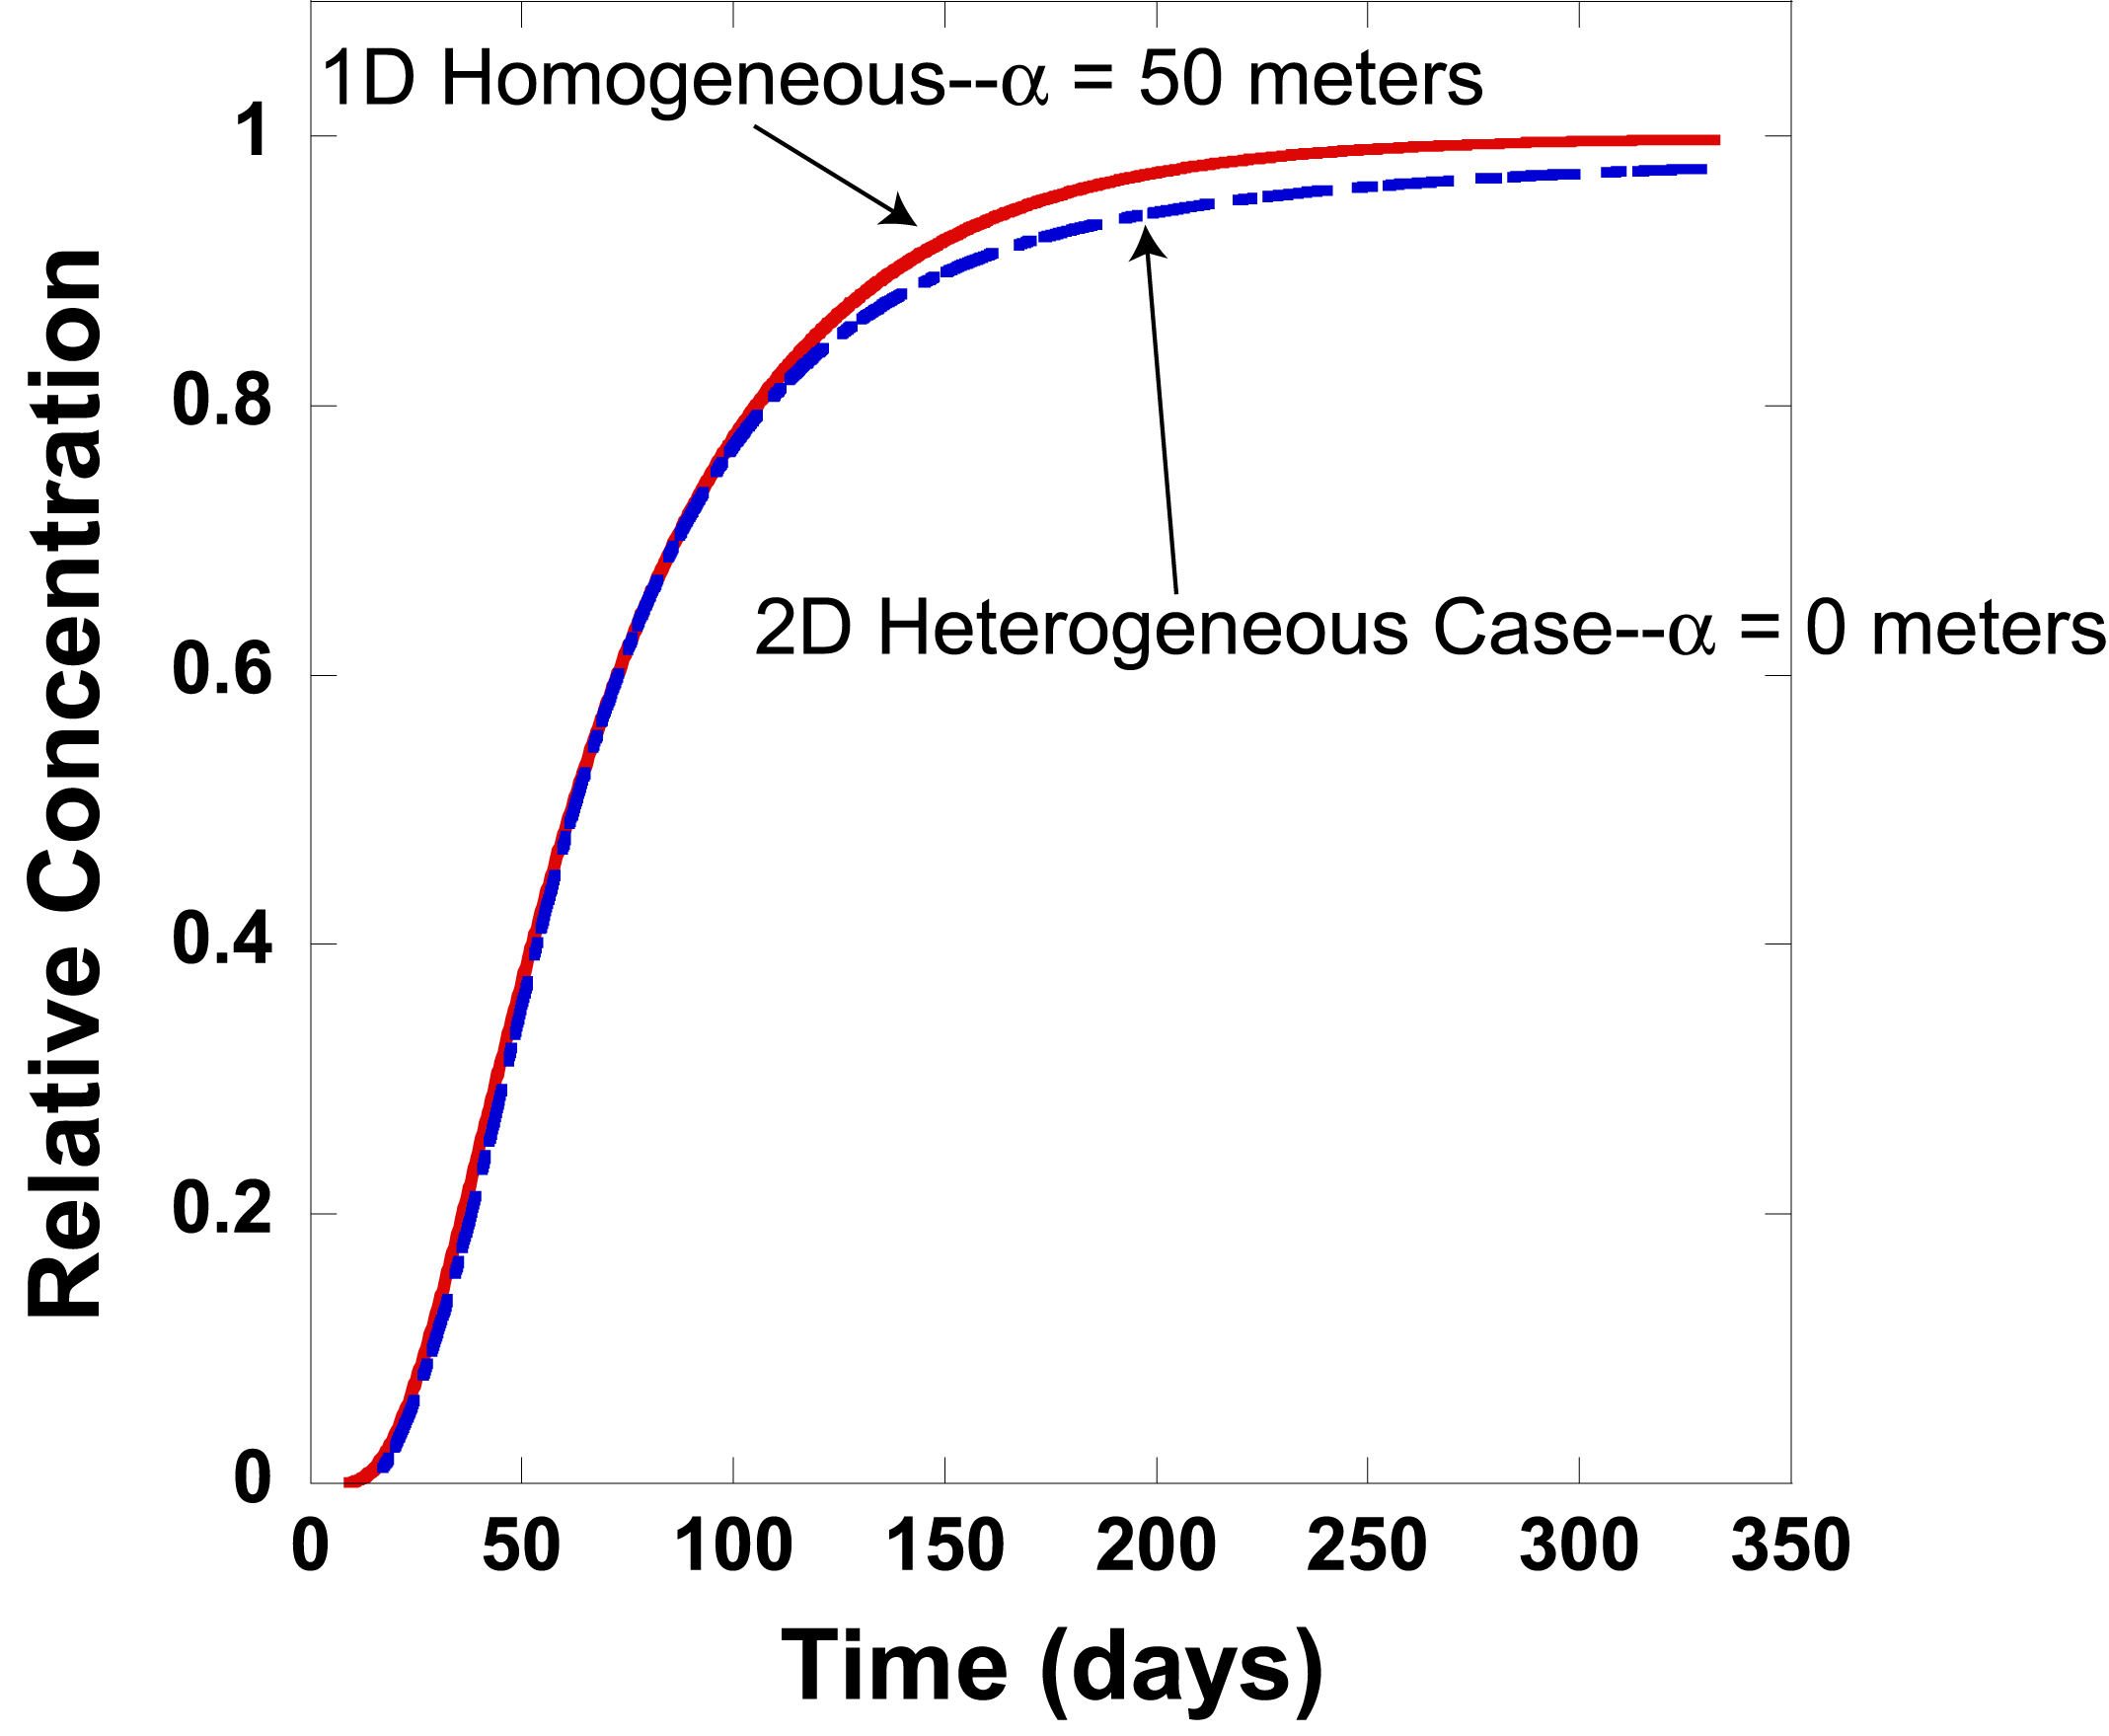 1D Homogeneous--α = 50 meters
1
0.8
2D Heterogeneous Case--α = 0 meters
0.6
0.4
0.2
0
Relative Concentration
0 50 100 150 200 250 300 350
Time (days)